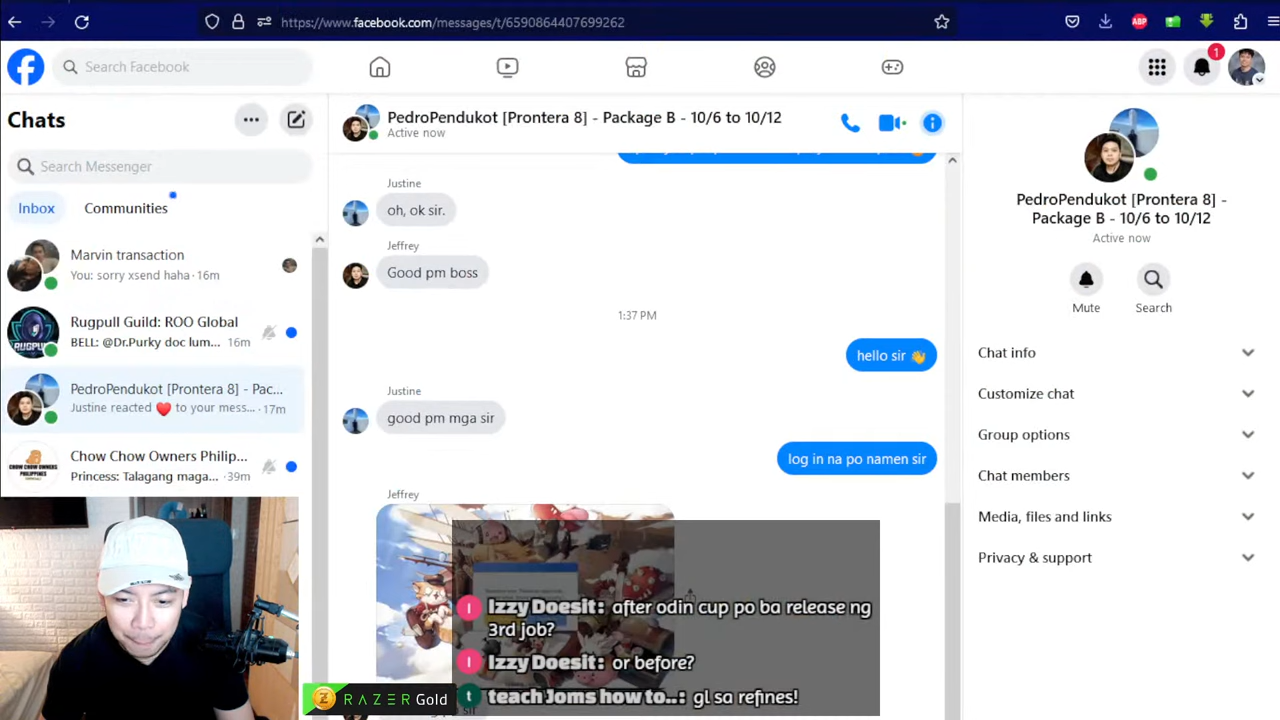 https://www.facebook.com/messages/t/6590864407699262
ABP
Search Facebook
1
Chats
Search Messenger
Inbox
Communities
Marvin transaction
You: sorry xsend haha · 16m
Rugpull Guild: ROO Global
BELL: @Dr.Purky doc lum... 16m
PedroPendukot [Prontera 8] - Pac...
Justine reacted ❤️ to your mess... · 17m
Chow Chow Owners Philip...
Princess: Talagang maga... · 39m
RUGPULL
CHOW CHOW OWNERS
PHILIPPINES
PedroPendukot [Prontera 8] - Package B - 10/6 to 10/12
Active now
Justine
oh, ok sir.
Jeffrey
Good pm boss
1:37 PM
hello sir 👋
Justine
good pm mga sir
log in na po namen sir
Jeffrey
I Izzy Doesit: after odin cup po ba release ng
3rd job?
I Izzy Doesit: or before?
t teach Joms how to..: gl sa refines!
RAZER Gold
PedroPendukot [Prontera 8] -
Package B - 10/6 to 10/12
Active now
Mute
Search
Chat info
Customize chat
Group options
Chat members
Media, files and links
Privacy & support